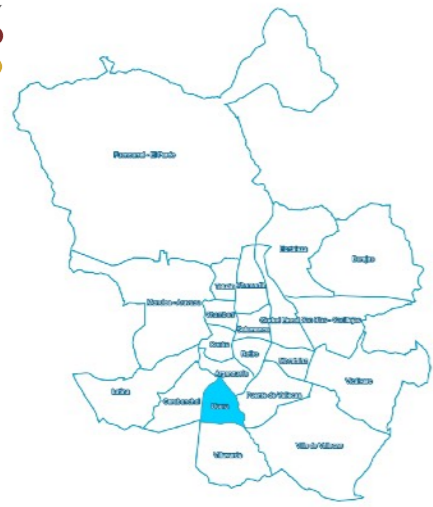 Fuencarral - El Pardo
Hortaleza
Barajas
Tetuán
Chamartín
Moncloa - Aravaca
Chamberí
Ciudad Lineal
San Blas - Canillejas
Salamanca
Centro
Retiro
Moratalaz
Vicálvaro
Arganzuela
Latina
Carabanchel
Usera
Puente de Vallecas
Villa de Vallecas
Villaverde